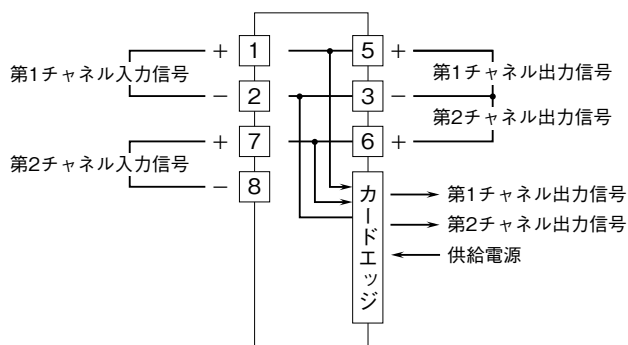 + 1 5 +
第1チャネル入力信号
第1チャネル出力信号
− 2 3 −
第2チャネル出力信号
+ 7 6 +
第2チャネル入力信号
− 8
カードエッジ
第1チャネル出力信号
第2チャネル出力信号
供給電源